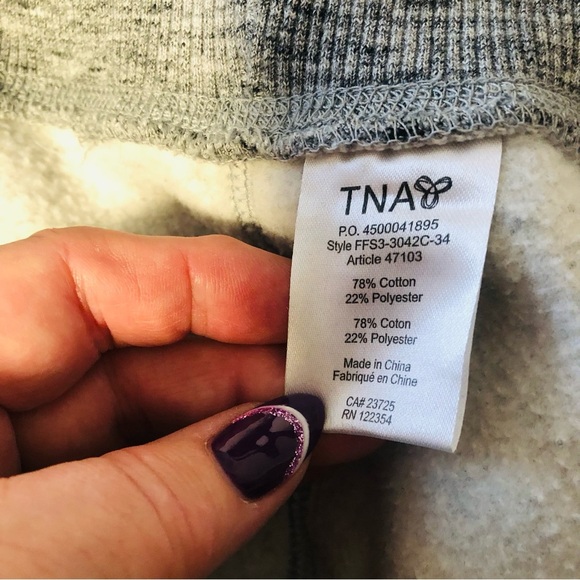 TNA
P.O. 4500041895
Style FFS3-3042C-34
Article 47103
78% Cotton
22% Polyester
78% Coton
22% Polyester
Made in China
Fabriqué en Chine
CA# 23725
RN 122354